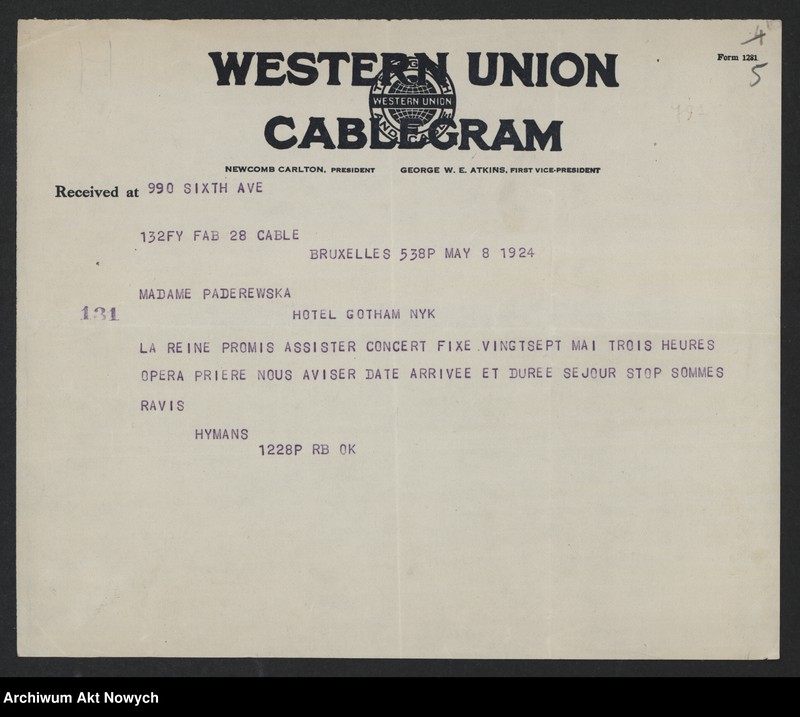 4
5
Form 1281
WESTERN UNION
WESTERN UNION
CABLEGRAM
NEWCOMB CARLTON, PRESIDENT GEORGE W. E. ATKINS, FIRST VICE-PRESIDENT
Received at 990 SIXTH AVE
132FY FAB 28 CABLE
BRUXELLES 538P MAY 8 1924
MADAME PADEREWSKA
131 HOTEL GOTHAM NYK
LA REINE PROMIS ASSISTER CONCERT FIXE VINGTSEPT MAI TROIS HEURES
OPERA PRIERE NOUS AVISER DATE ARRIVEE ET DUREE SEJOUR STOP SOMMES
RAVIS
HYMANS
1228P RB OK
Archiwum Akt Nowych